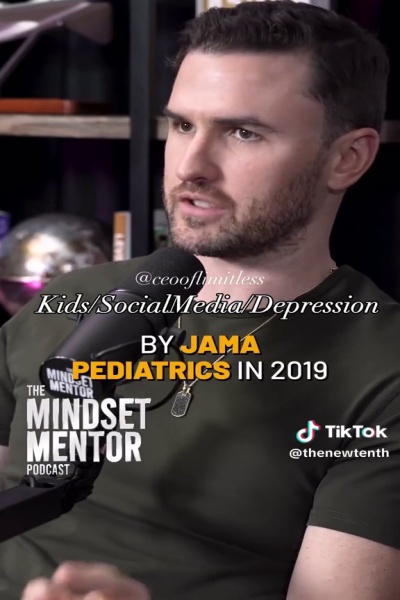 @ceooflimitless
Kids/SocialMedia/Depression
BY JAMA
PEDIATRICS IN 2019
MINDSET
MENTOR
THE
MINDSET
MENTOR
PODCAST
TikTok
@thenewtenth